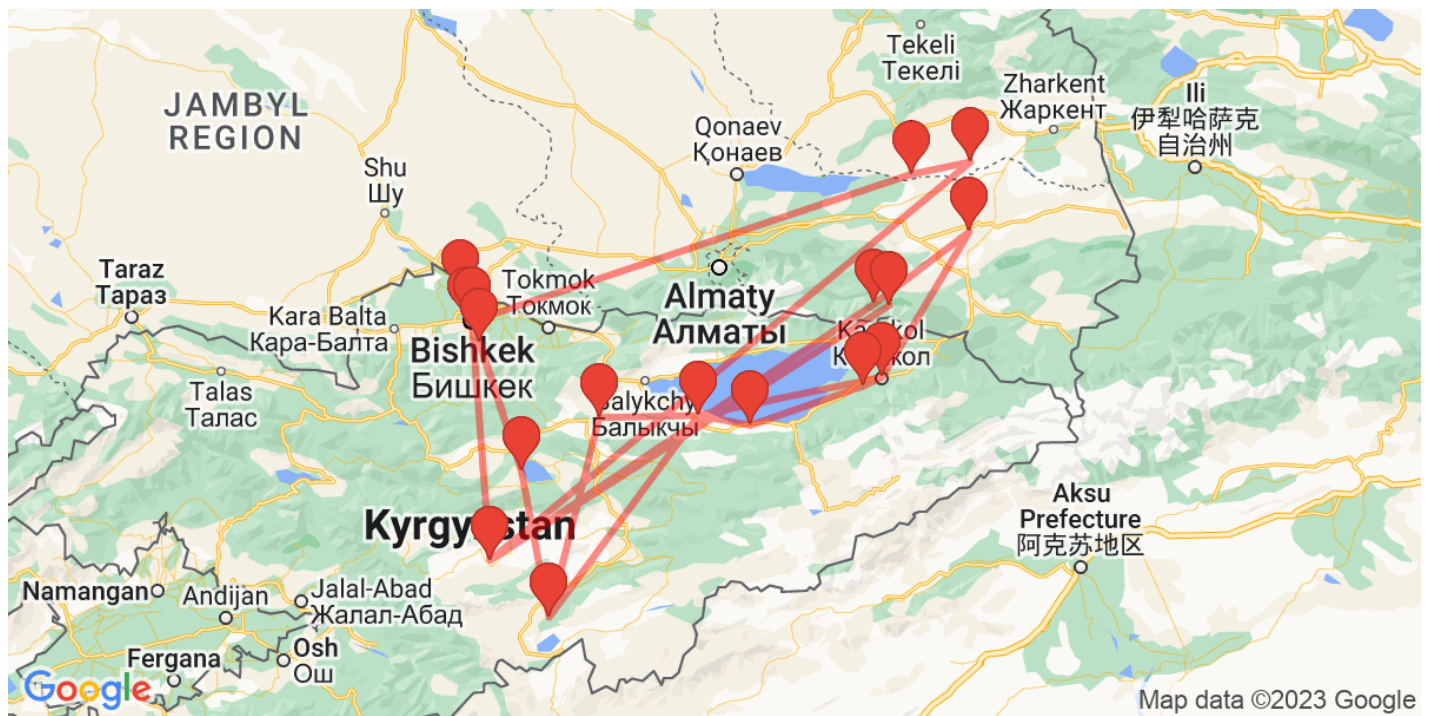 Tekeli
Текелі
Zharkent
Жаркент
Ili
伊犁哈萨克
自治州
JAMBYL
REGION
Qonaev
Қонаев
Shu
Шу
Taraz
Тараз
Tokmok
Токмок
Almaty
Алматы
Kara Balta
Кара-Балта
Bishkek
Бишкек
Talas
Талас
Balykchy
Балыкчы
Kyrgyzstan
Aksu
Prefecture
阿克苏地区
Namangan
Andijan
Jalal-Abad
Жалал-Абад
Osh
Ош
Fergana
Google
Map data ©2023 Google